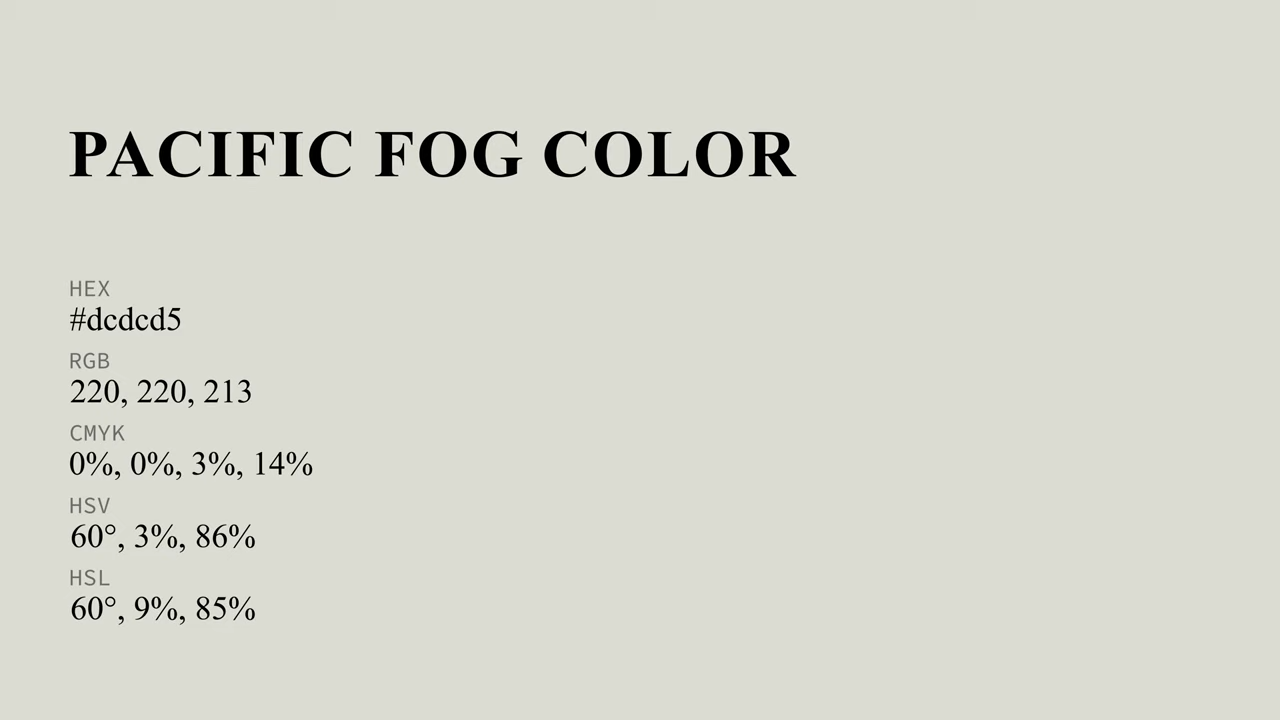 PACIFIC FOG COLOR
HEX
#dcdcd5
RGB
220, 220, 213
CMYK
0%, 0%, 3%, 14%
HSV
60°, 3%, 86%
HSL
60°, 9%, 85%